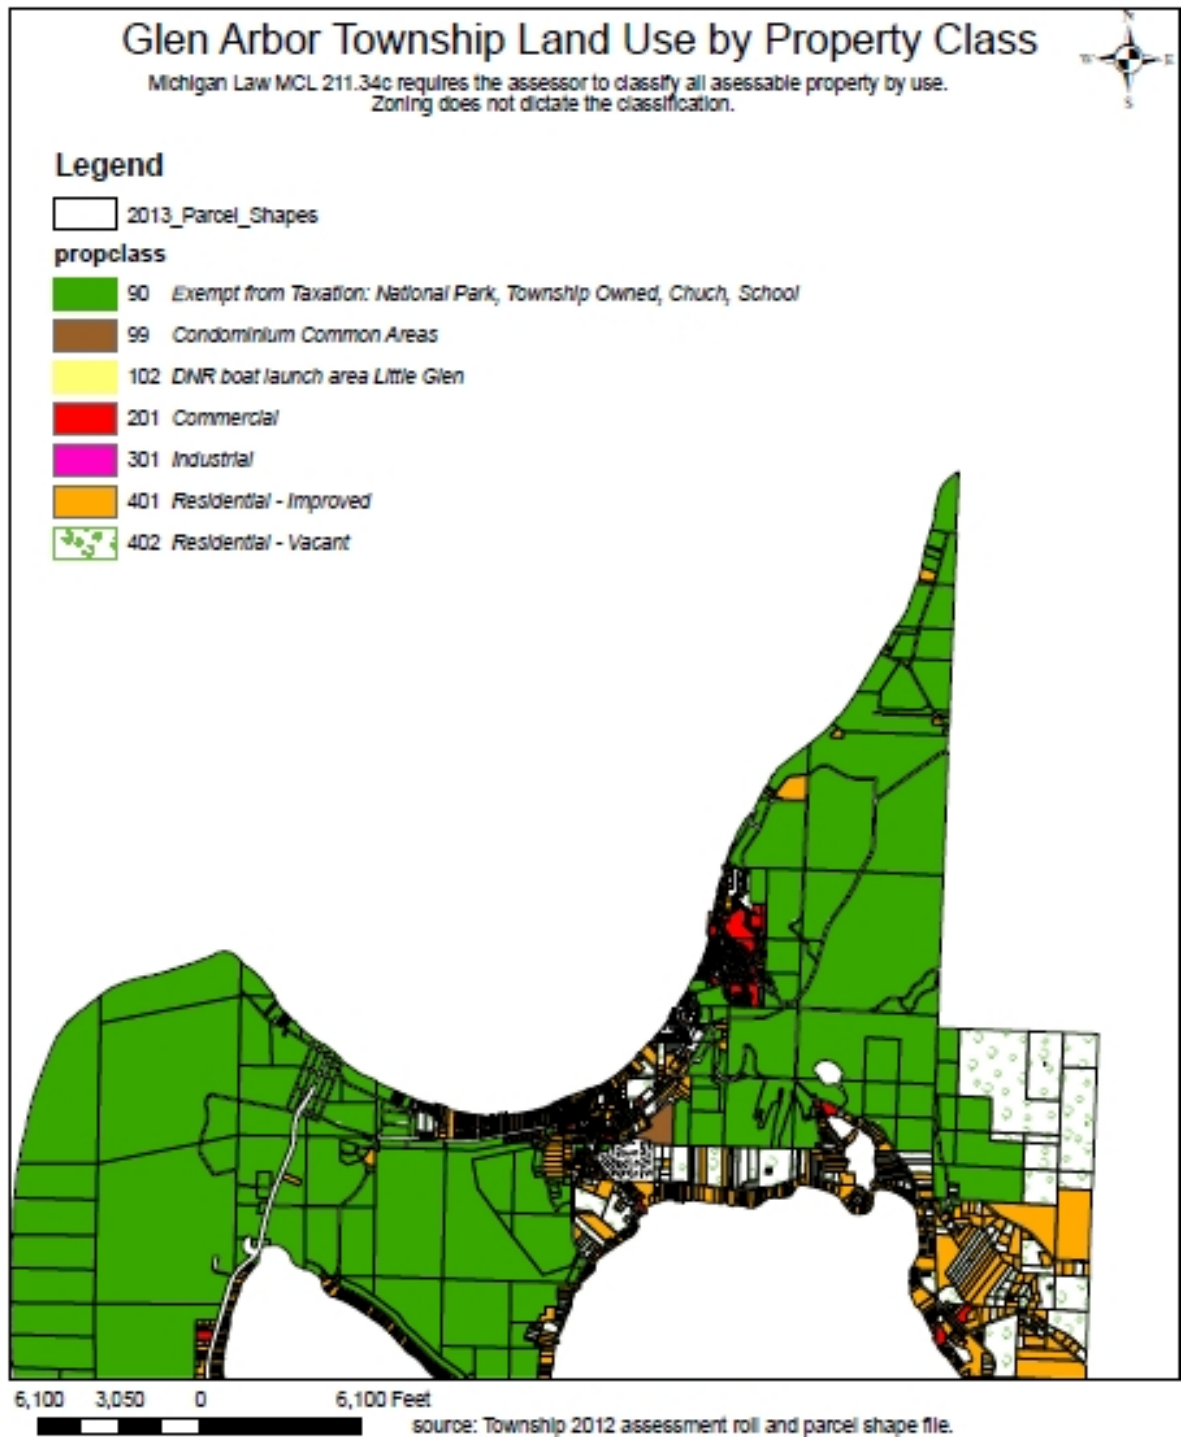 Glen Arbor Township Land Use by Property Class
Michigan Law MCL 211.34c requires the assessor to classify all asessable property by use.
Zoning does not dictate the classification.
N
W E
S
Legend
2013_Parcel_Shapes
propclass
90 Exempt from Taxation: National Park, Township Owned, Chuch, School
99 Condominium Common Areas
102 DNR boat launch area Little Glen
201 Commercial
301 Industrial
401 Residential - Improved
402 Residential - Vacant
6,100 3,050 0 6,100 Feet
source: Township 2012 assessment roll and parcel shape file.